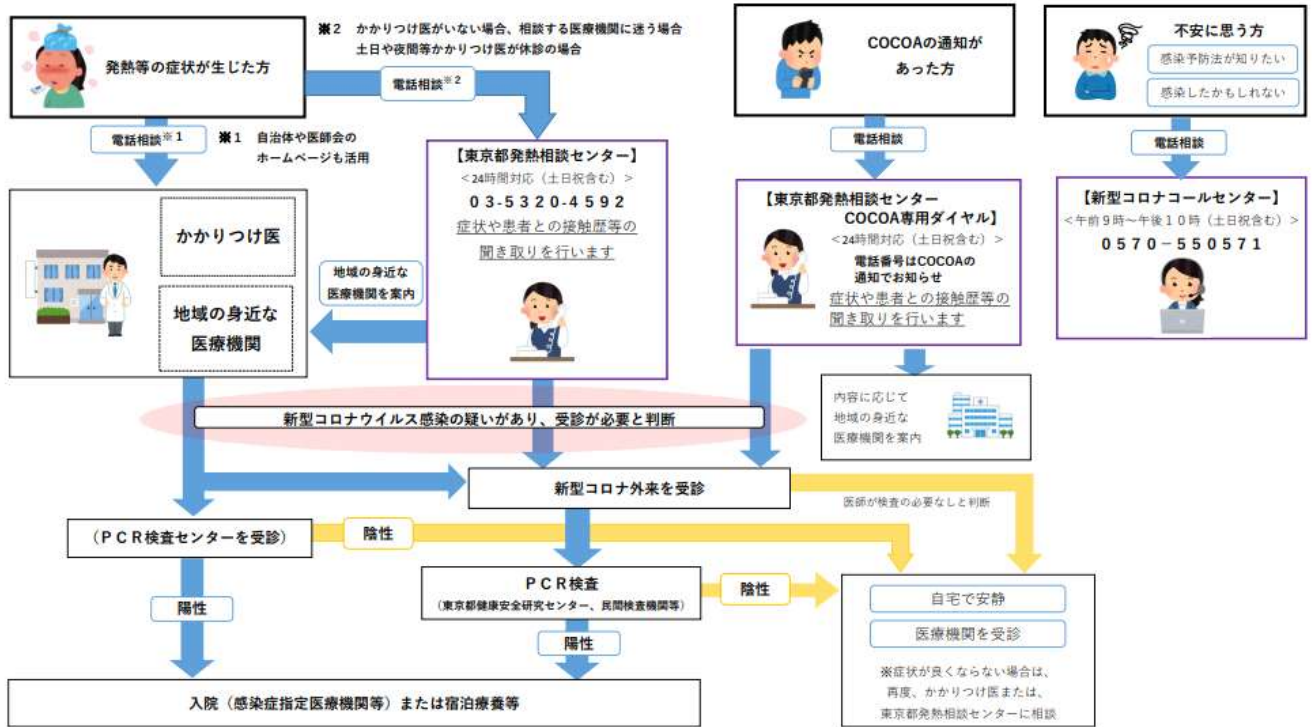 ※2 かかりつけ医がいない場合、相談する医療機関に迷う場合
土日や夜間等かかりつけ医が休診の場合
発熱等の症状が生じた方
電話相談※2
電話相談※1
※1 自治体や医師会の
ホームページも活用
COCOAの通知が
あった方
電話相談
不安に思う方
感染予防法が知りたい
感染したかもしれない
電話相談
かかりつけ医
地域の身近な
医療機関
【東京都発熱相談センター】
<24時間対応（土日祝含む）>
03-5320-4592
症状や患者との接触歴等の
聞き取りを行います
地域の身近な
医療機関を案内
【東京都発熱相談センター
COCOA専用ダイヤル】
<24時間対応（土日祝含む）>
電話番号はCOCOAの
通知でお知らせ
症状や患者との接触歴等の
聞き取りを行います
【新型コロナコールセンター】
<午前9時～午後10時（土日祝含む）>
0570－550571
内容に応じて
地域の身近な
医療機関を案内
新型コロナウイルス感染の疑いがあり、受診が必要と判断
新型コロナ外来を受診
医師が検査の必要なしと判断
（ＰＣＲ検査センターを受診）
陰性
陽性
ＰＣＲ検査
（東京都健康安全研究センター、民間検査機関等）
陰性
陽性
自宅で安静
医療機関を受診
※症状が良くならない場合は、
再度、かかりつけ医または、
東京都発熱相談センターに相談
入院（感染症指定医療機関等）または宿泊療養等